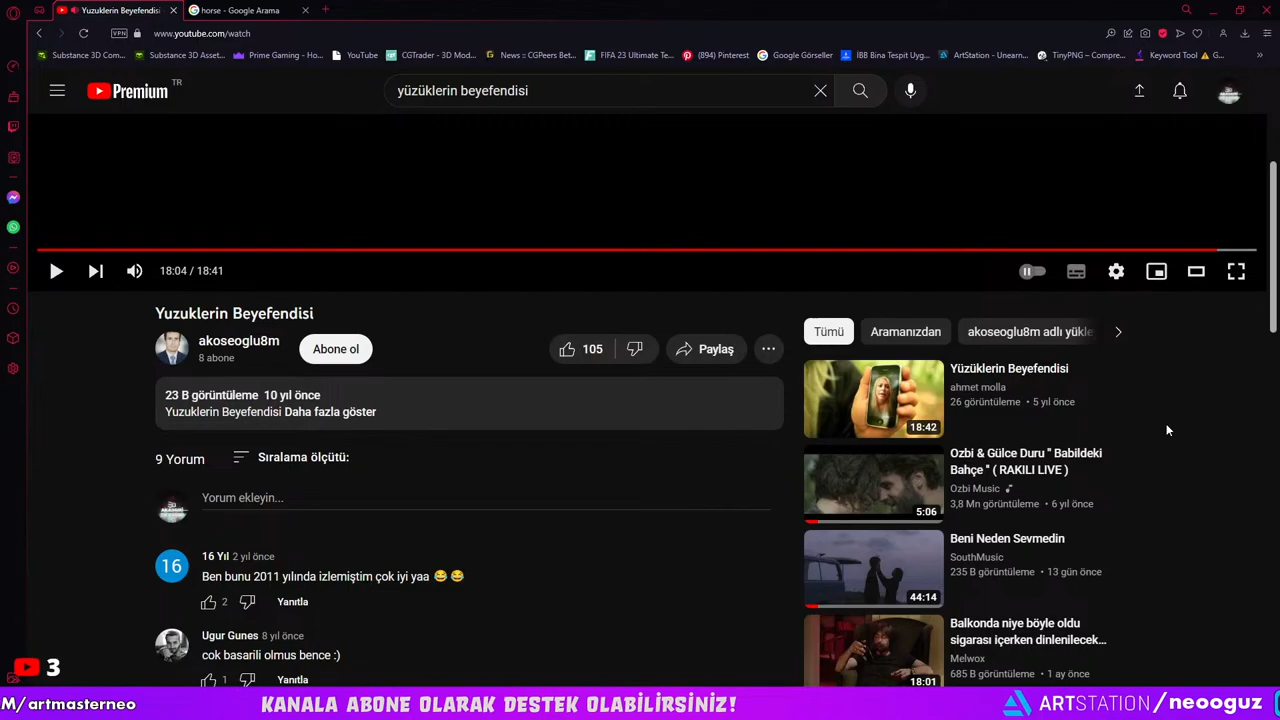 Yuzuklerin Beyefendisi
horse - Google Arama
VPN
www.youtube.com/watch
Substance 3D Com...
Substance 3D Asset...
Prime Gaming - Ho...
YouTube
CGTrader - 3D Mod...
News :: CGPeers Bet...
FIFA 23 Ultimate Te...
(894) Pinterest
Google Görseller
İBB Bina Tespit Uyg...
ArtStation - Unearn...
TinyPNG – Compre...
Keyword Tool ⚠ G...
Premium TR
yüzüklerin beyefendisi
18:04 / 18:41
Yuzuklerin Beyefendisi
akoseoglu8m
8 abone
Abone ol
105
Paylaş
23 B görüntüleme 10 yıl önce
Yuzuklerin Beyefendisi Daha fazla göster
9 Yorum
Sıralama ölçütü:
Yorum ekleyin...
16
16 Yıl 2 yıl önce
Ben bunu 2011 yılında izlemiştim çok iyi yaa 😂 😂
2
Yanıtla
Ugur Gunes 8 yıl önce
cok basarili olmus bence :)
1
Yanıtla
Tümü
Aramanızdan
akoseoglu8m adlı yükle
Yüzüklerin Beyefendisi
ahmet molla
26 görüntüleme • 5 yıl önce
18:42
Ozbi & Gülce Duru " Babildeki
Bahçe " ( RAKILI LIVE )
Ozbi Music
3,8 Mn görüntüleme • 6 yıl önce
5:06
Beni Neden Sevmedin
SouthMusic
235 B görüntüleme • 13 gün önce
44:14
Balkonda niye böyle oldu
sigarası içerken dinlenilecek...
Melwox
685 B görüntüleme • 1 ay önce
18:01
3
M/artmasterneo
KANALA ABONE OLARAK DESTEK OLABİLİRSİNİZ!
ARTSTATION/neooguz